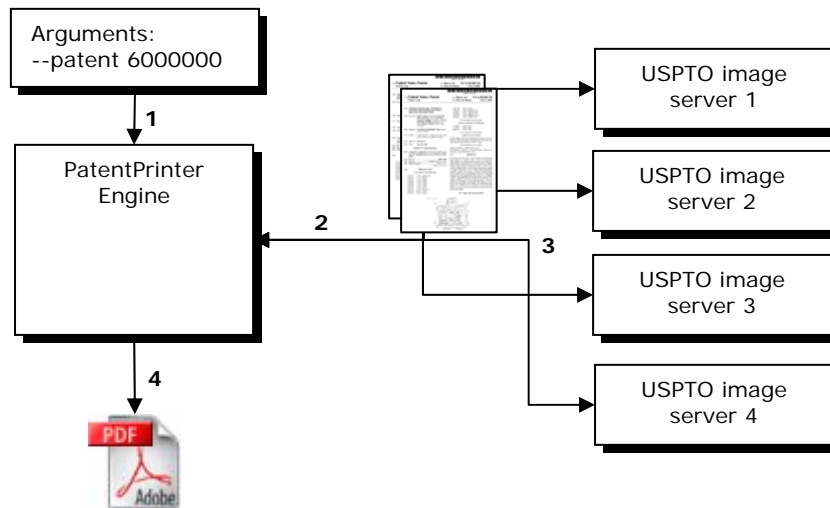 Arguments:
--patent 6000000
1
PatentPrinter
Engine
2
3
4
PDF
Adobe
USPTO image
server 1
USPTO image
server 2
USPTO image
server 3
USPTO image
server 4